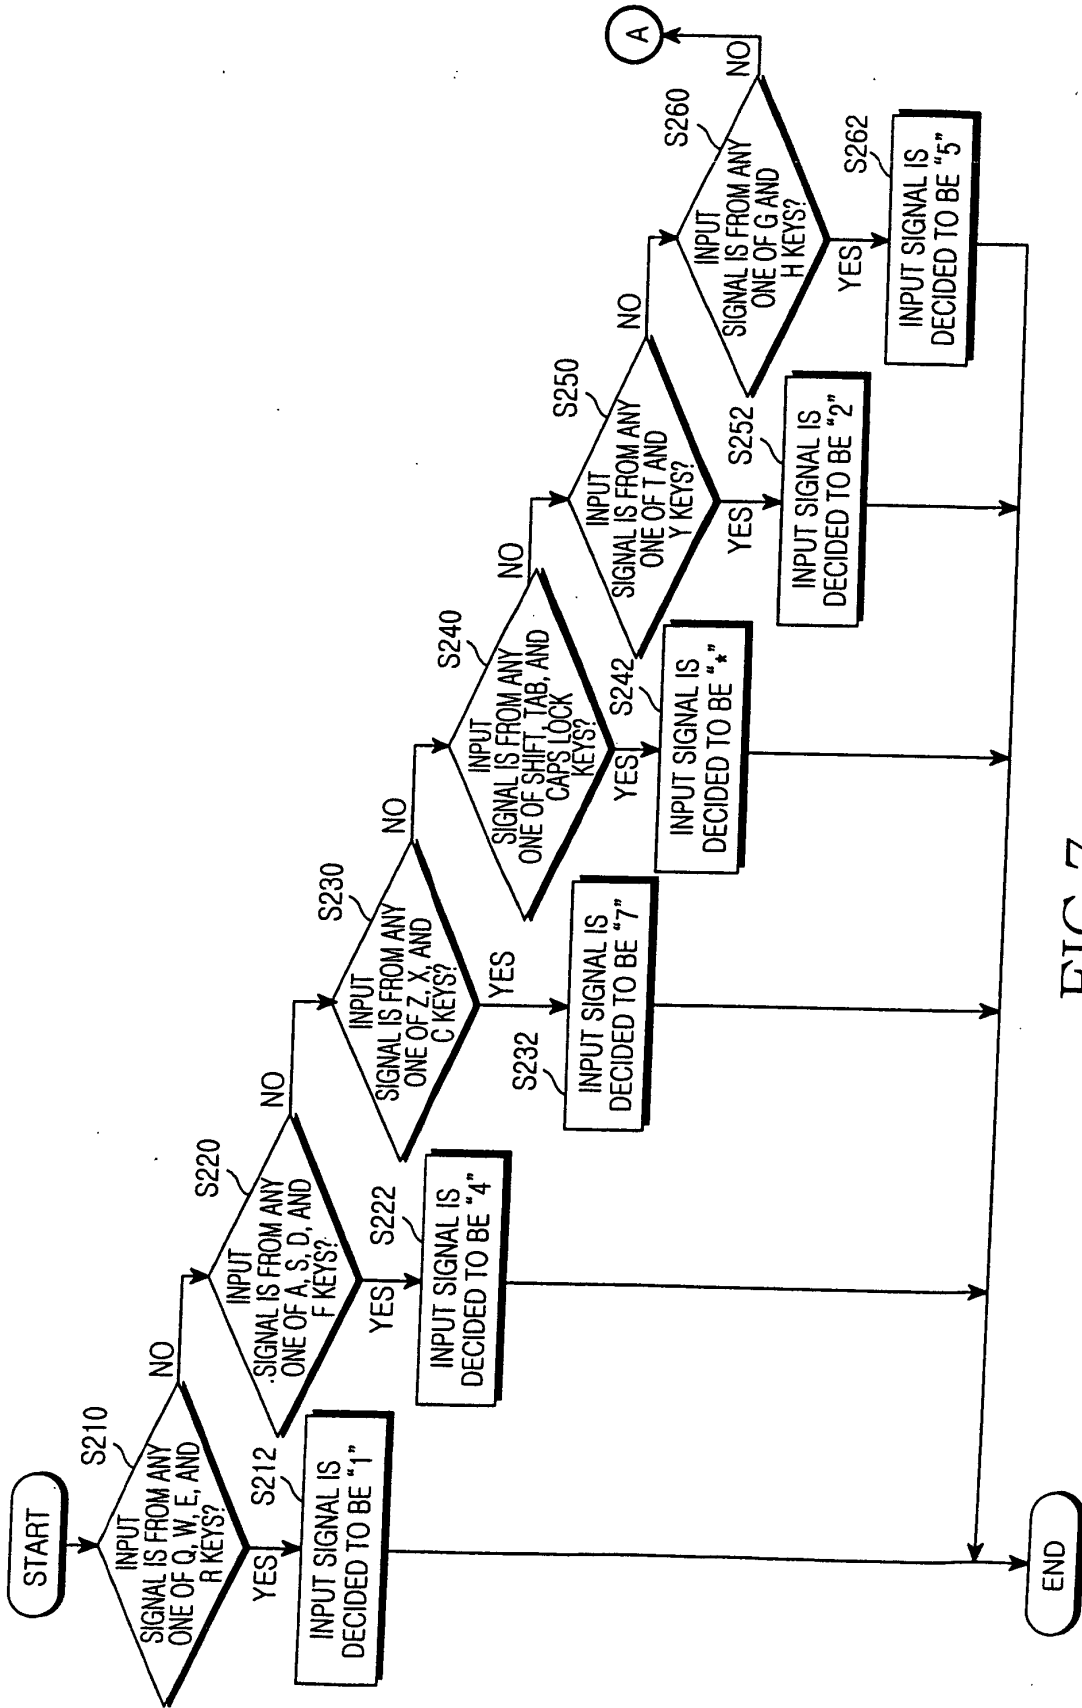 START
S210
INPUT
SIGNAL IS FROM ANY
ONE OF Q, W, E, AND
R KEYS?
NO
YES
S212
INPUT SIGNAL IS
DECIDED TO BE "1"
S220
INPUT
SIGNAL IS FROM ANY
ONE OF A, S, D, AND
F KEYS?
NO
YES
S222
INPUT SIGNAL IS
DECIDED TO BE "4"
S230
INPUT
SIGNAL IS FROM ANY
ONE OF Z, X, AND
C KEYS?
NO
YES
S232
INPUT SIGNAL IS
DECIDED TO BE "7"
S240
INPUT
SIGNAL IS FROM ANY
ONE OF SHIFT, TAB, AND
CAPS LOCK
KEYS?
NO
YES
S242
INPUT SIGNAL IS
DECIDED TO BE "*"
S250
INPUT
SIGNAL IS FROM ANY
ONE OF T AND
Y KEYS?
NO
YES
S252
INPUT SIGNAL IS
DECIDED TO BE "2"
S260
INPUT
SIGNAL IS FROM ANY
ONE OF G AND
H KEYS?
NO
A
YES
S262
INPUT SIGNAL IS
DECIDED TO BE "5"
END
FIG.7